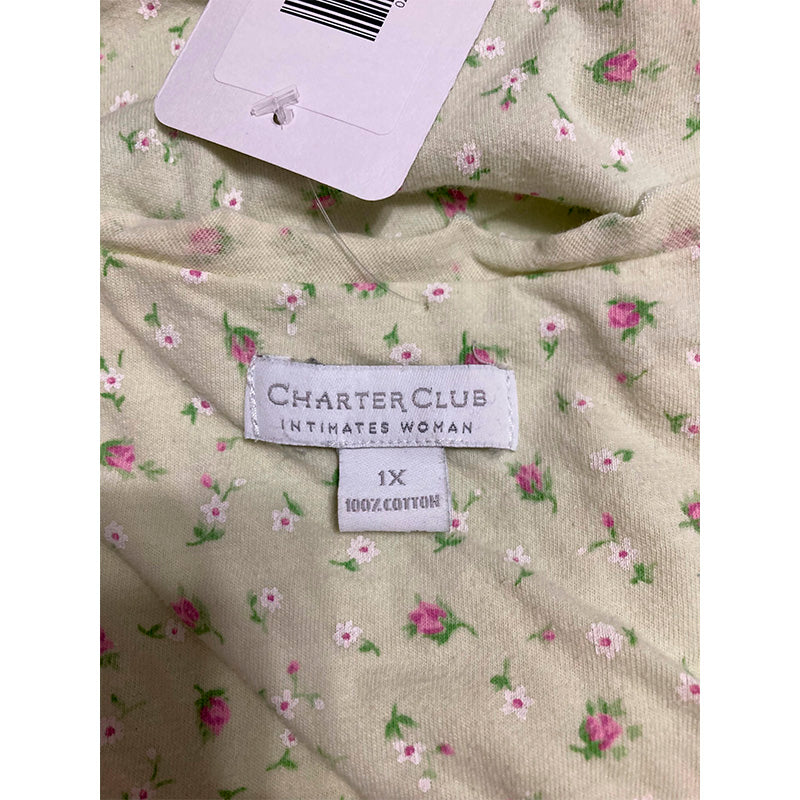 CHARTER CLUB
INTIMATES WOMAN
1X
100% COTTON